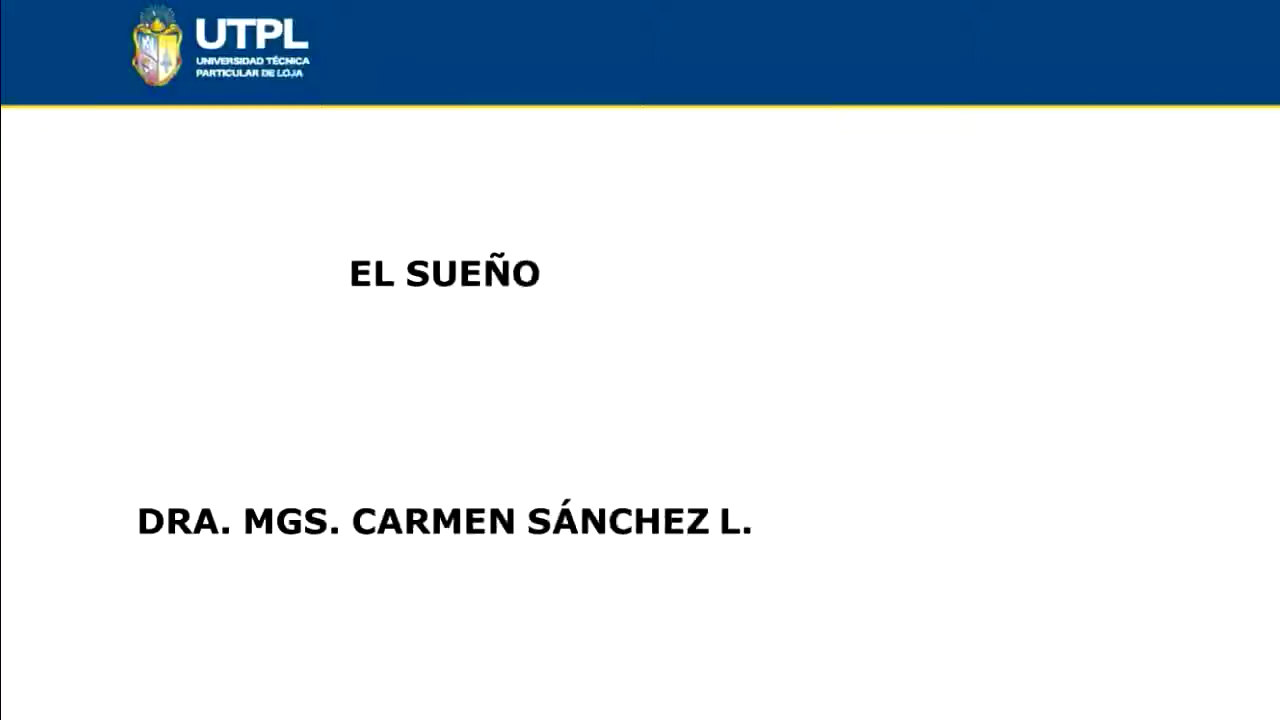 UTPL
UNIVERSIDAD TÉCNICA
PARTICULAR DE LOJA
EL SUEÑO
DRA. MGS. CARMEN SÁNCHEZ L.